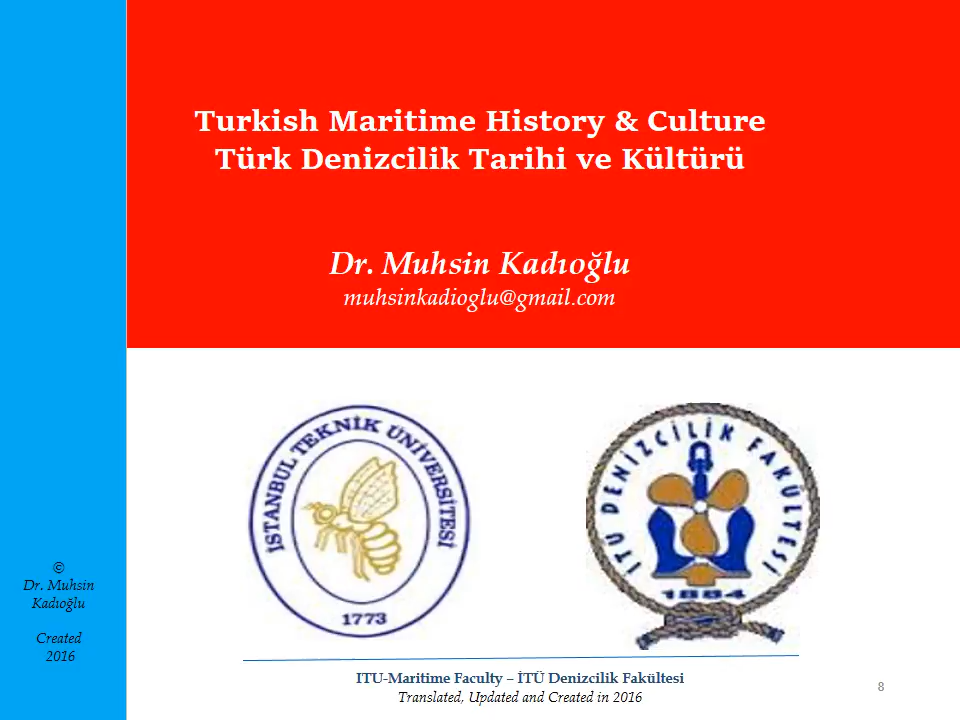 Turkish Maritime History & Culture
Türk Denizcilik Tarihi ve Kültürü
Dr. Muhsin Kadıoğlu
muhsinkadioglu@gmail.com
İSTANBUL TEKNİK ÜNİVERSİTESİ
1773
İTÜ DENİZCİLİK FAKÜLTESİ
1884
©
Dr. Muhsin
Kadıoğlu
Created
2016
ITU-Maritime Faculty – İTÜ Denizcilik Fakültesi
Translated, Updated and Created in 2016
8